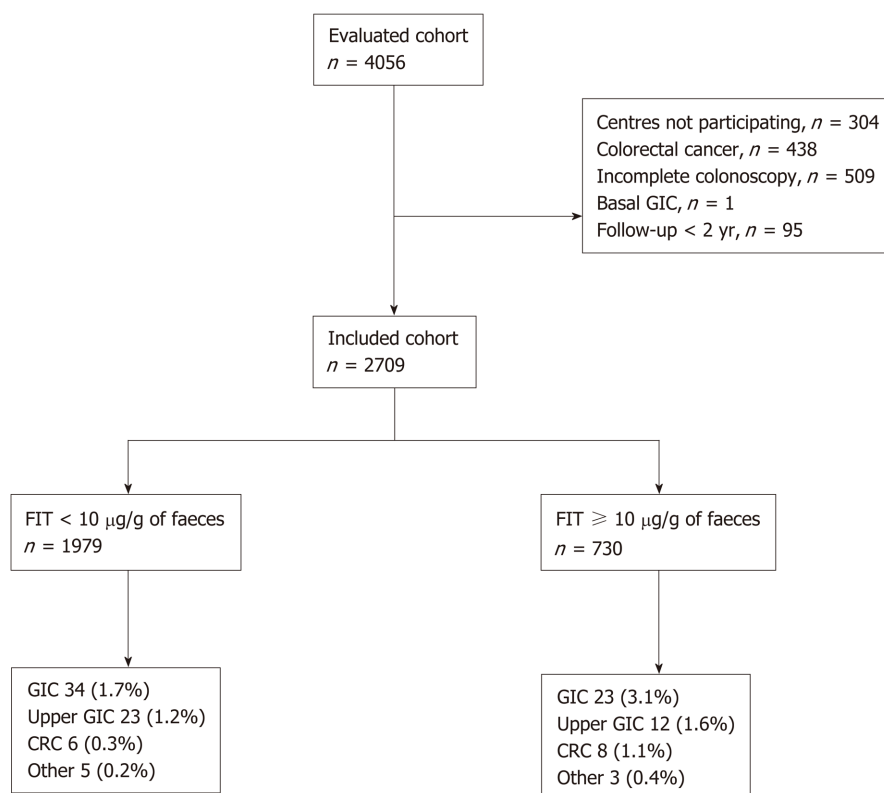 Evaluated cohort
n = 4056
Centres not participating, n = 304
Colorectal cancer, n = 438
Incomplete colonoscopy, n = 509
Basal GIC, n = 1
Follow-up < 2 yr, n = 95
Included cohort
n = 2709
FIT < 10 μg/g of faeces
n = 1979
FIT ⩾ 10 μg/g of faeces
n = 730
GIC 34 (1.7%)
Upper GIC 23 (1.2%)
CRC 6 (0.3%)
Other 5 (0.2%)
GIC 23 (3.1%)
Upper GIC 12 (1.6%)
CRC 8 (1.1%)
Other 3 (0.4%)